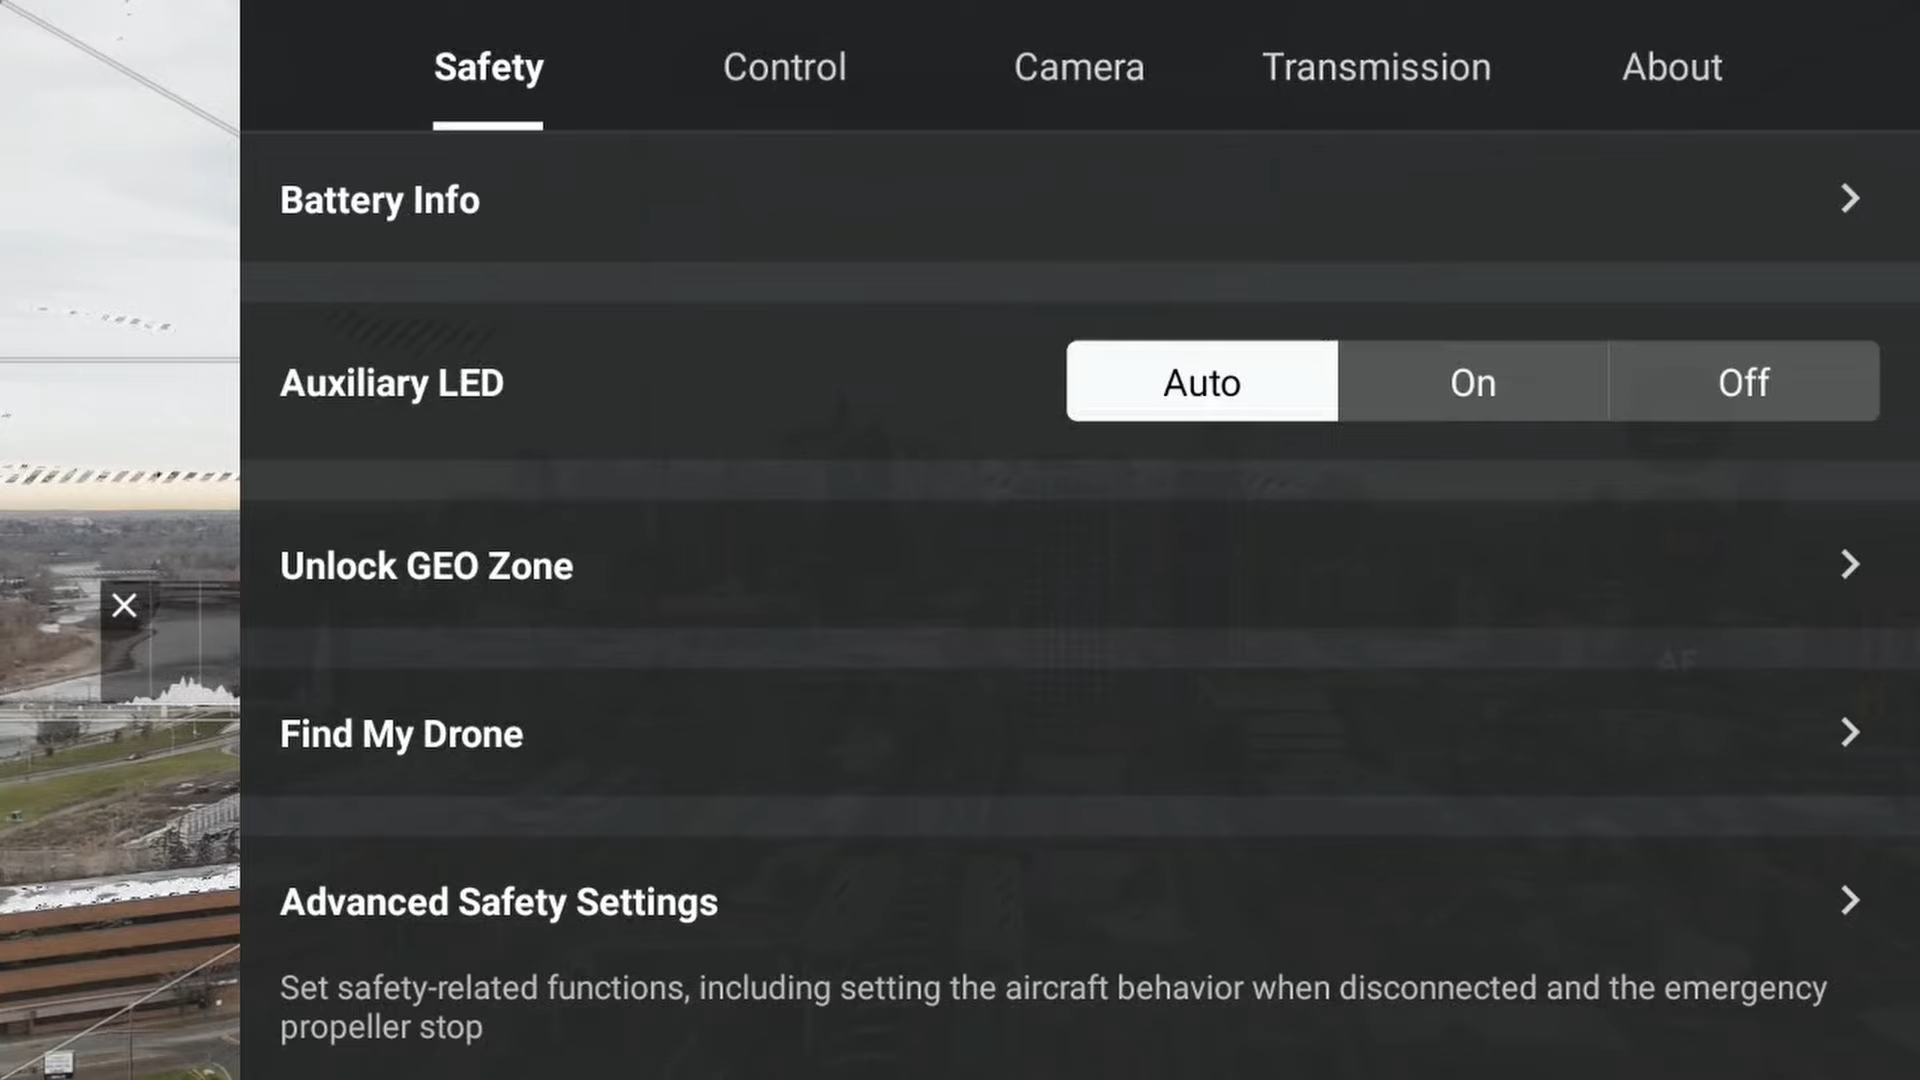 Safety
Control
Camera
Transmission
About
Battery Info
Auxiliary LED
Auto
On
Off
Unlock GEO Zone
AF
Find My Drone
Advanced Safety Settings
Set safety-related functions, including setting the aircraft behavior when disconnected and the emergency
propeller stop